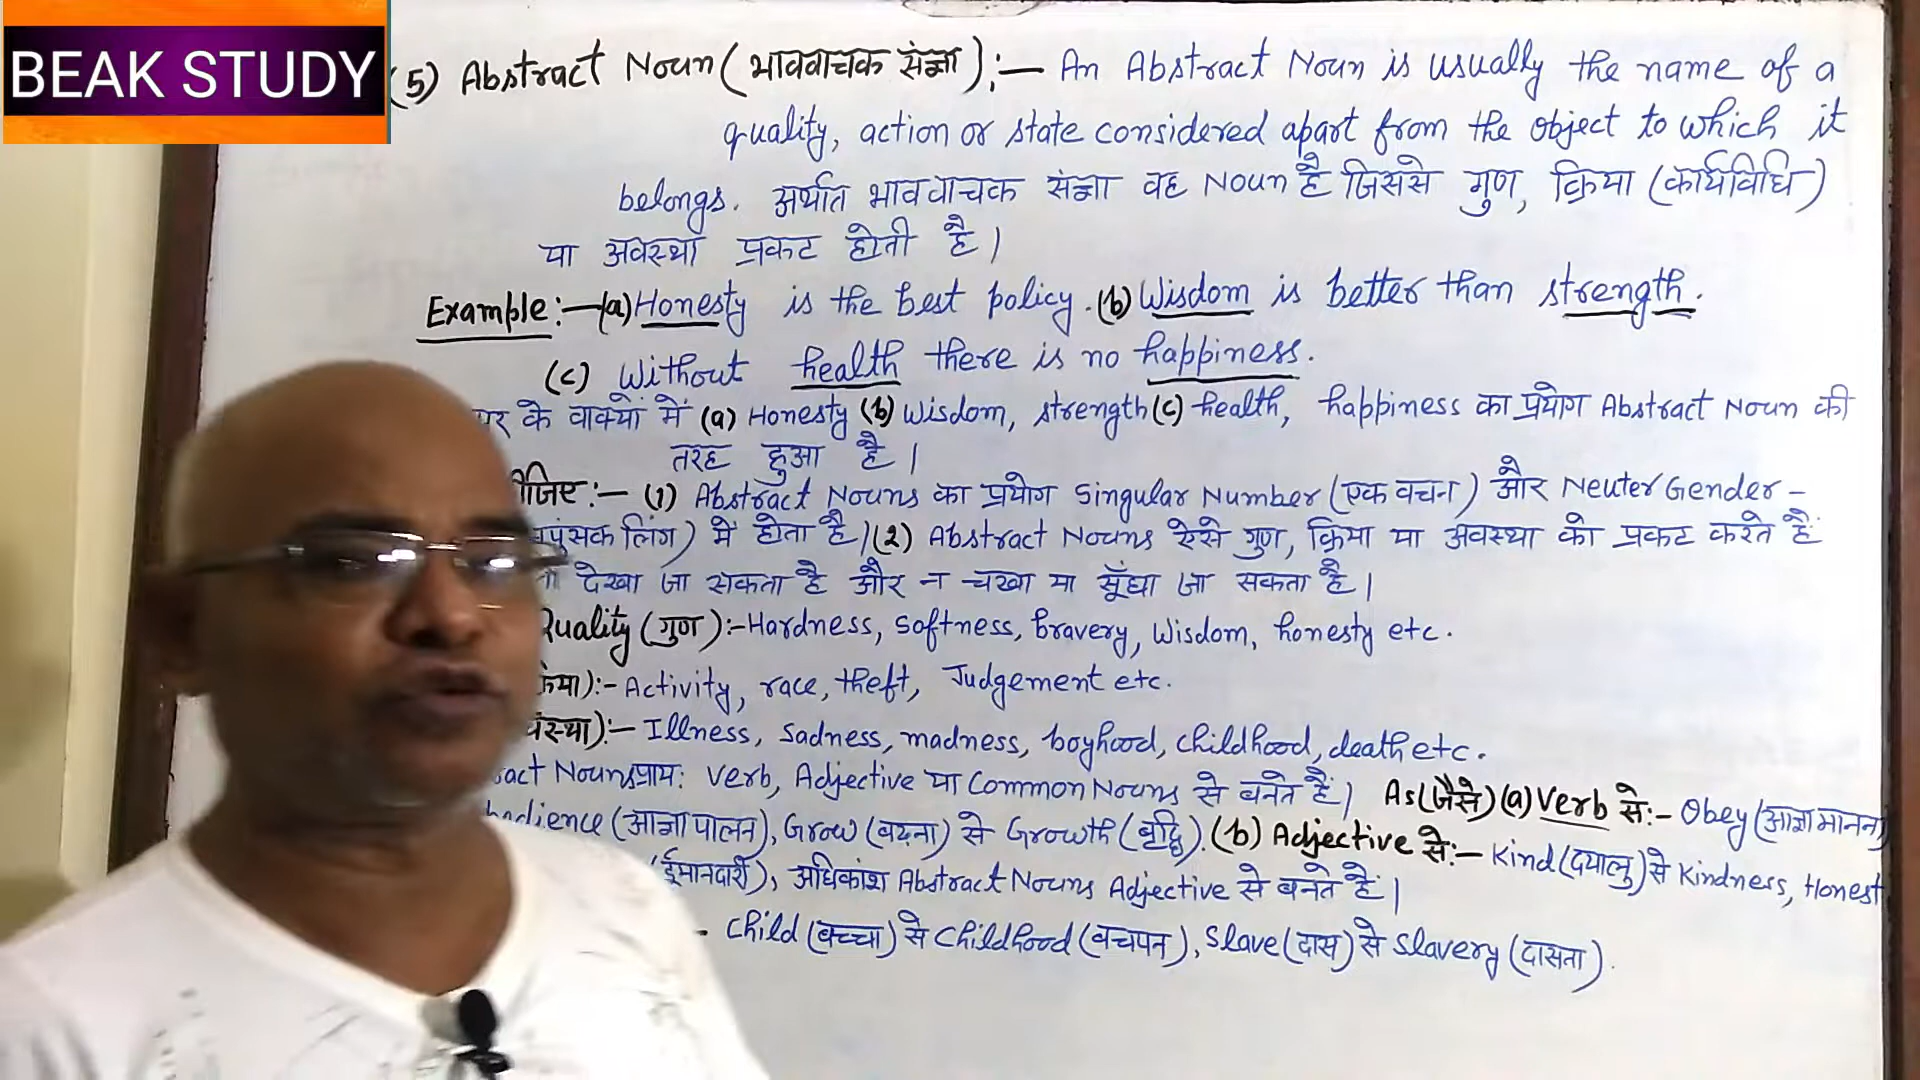 BEAK STUDY
(5) Abstract Noun (भाववाचक संज्ञा):— An Abstract Noun is usually the name of a
quality, action or state considered apart from the object to which it
belongs. अर्थात भाववाचक संज्ञा वह Noun है जिससे गुण, क्रिया (कार्यविधि)
या अवस्था प्रकट होती है।
Example:—(a) Honesty is the best policy. (b) Wisdom is better than strength.
(c) Without health there is no happiness.
पर के वाक्यों में (a) Honesty (b) Wisdom, strength (c) health, happiness का प्रयोग Abstract Noun की
तरह हुआ है।
जिए:— (1) Abstract Nouns का प्रयोग Singular Number (एक वचन) और Neuter Gender -
पुंसक लिंग) में होता है। (2) Abstract Nouns ऐसे गुण, क्रिया या अवस्था को प्रकट करते हैं
देखा जा सकता है और न चखा या सूँघा जा सकता है।
Quality (गुण):- Hardness, softness, bravery, wisdom, honesty etc.
क्रिया):- Activity, race, theft, Judgement etc.
वस्था):— Illness, sadness, madness, boyhood, childhood, death etc.
act Nouns प्राय: Verb, Adjective या Common Nouns से बनते हैं। As (जैसे) (a) Verb से:- Obey (आज्ञा मानना)
bedience (आज्ञा पालन), Grow (बढ़ना) से Growth (वृद्धि). (b) Adjective से:— Kind (दयालु) से Kindness, Honest
(ईमानदारी), अधिकांश Abstract Nouns Adjective से बनते हैं।
- Child (बच्चा) से Childhood (बचपन), Slave (दास) से Slavery (दासता).